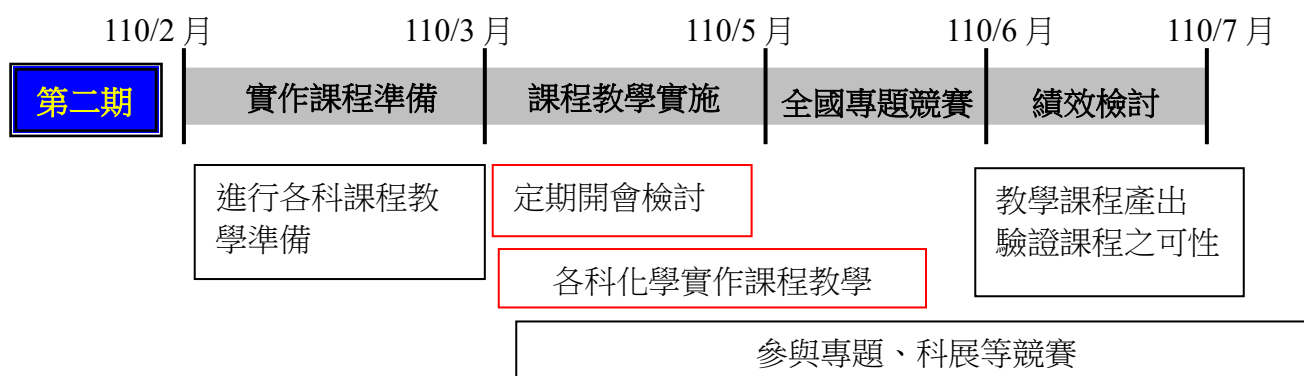 110/2 月 110/3 月 110/5 月 110/6 月 110/7 月
第二期 實作課程準備 課程教學實施 全國專題競賽 績效檢討
進行各科課程教
學準備
定期開會檢討
各科化學實作課程教學
教學課程產出
驗證課程之可性
參與專題、科展等競賽